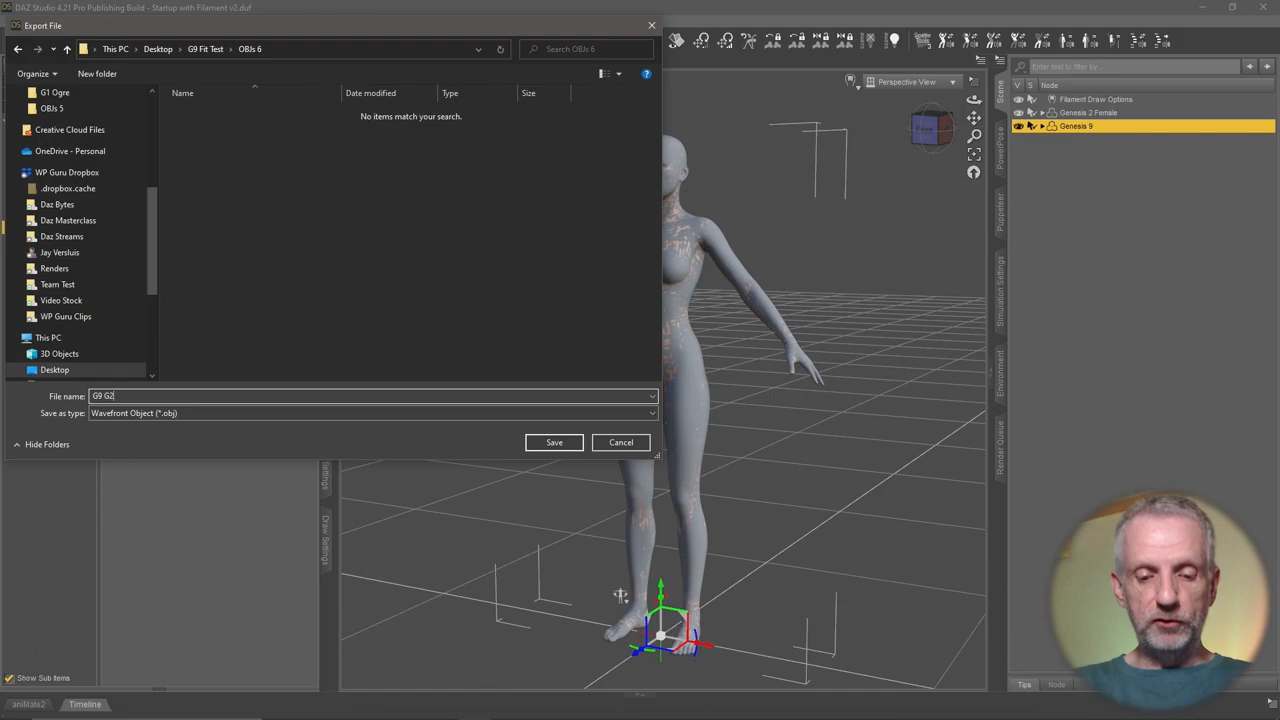 DAZ Studio 4.21 Pro Publishing Build - Startup with Filament v2.duf
Export File
This PC
Desktop
G9 Fit Test
OBJs 6
Search OBJs 6
Organize
New folder
Name
Date modified
Type
Size
No items match your search.
G1 Ogre
OBJs 5
Creative Cloud Files
OneDrive - Personal
WP Guru Dropbox
.dropbox.cache
Daz Bytes
Daz Masterclass
Daz Streams
Jay Versluis
Renders
Team Test
Video Stock
WP Guru Clips
This PC
3D Objects
Desktop
File name: G9 G2
Save as type: Wavefront Object (*.obj)
Hide Folders
Save
Cancel
Perspective View
Enter text to filter by...
V S Node
Filament Draw Options
Genesis 2 Female
Genesis 9
Scene
PowerPose
Puppeteer
Simulation Settings
Environment
Render Queue
Settings
Draw Settings
Show Sub Items
Tips
Node
aniMate2
Timeline